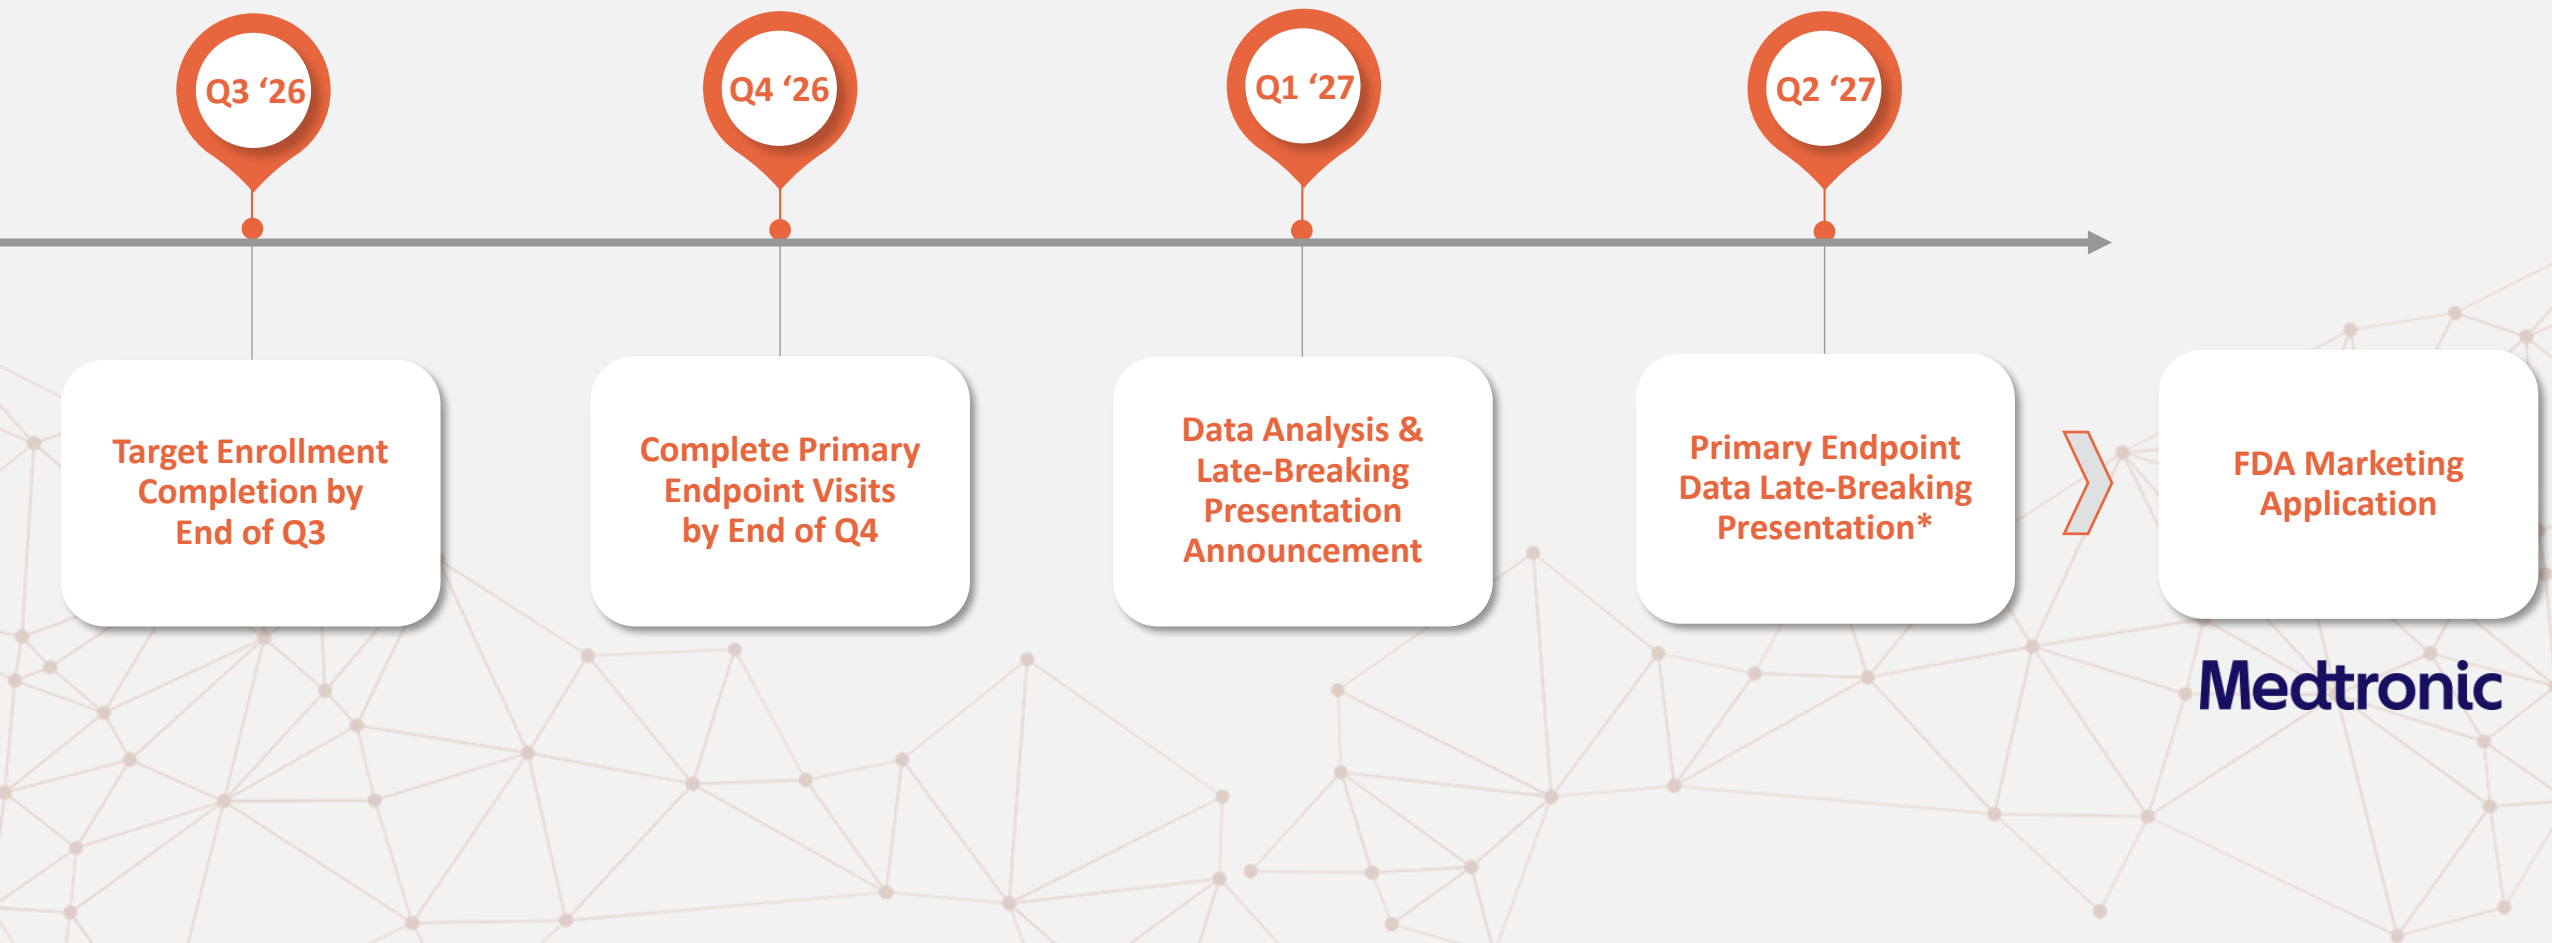 Q3 ‘26
Q4 ‘26
Q1 ‘27
Q2 ‘27
Target Enrollment
Completion by
End of Q3
Complete Primary
Endpoint Visits
by End of Q4
Data Analysis &
Late-Breaking
Presentation
Announcement
Primary Endpoint
Data Late-Breaking
Presentation*
FDA Marketing
Application
Medtronic